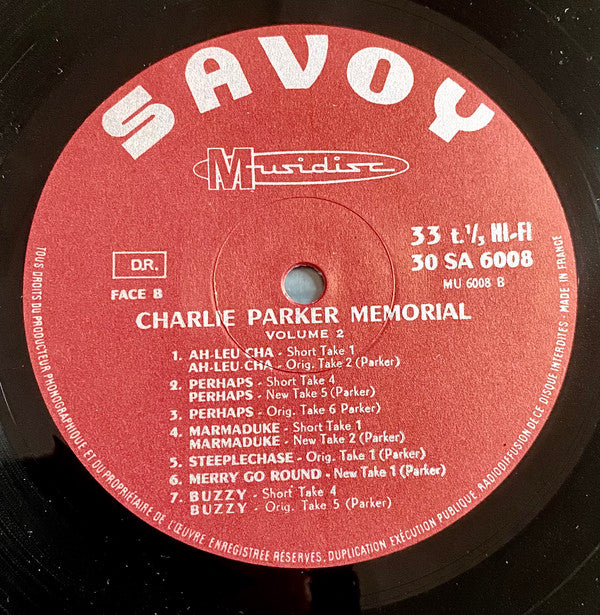 SAVOY
Musidisc
33 t. 1/3 HI-FI
30 SA 6008
MU 6008 B
D.R.
FACE B
CHARLIE PARKER MEMORIAL
VOLUME 2
1. AH-LEU CHA - Short Take 1
AH-LEU-CHA - Orig. Take 2 (Parker)
2. PERHAPS - Short Take 4
PERHAPS - New Take 5 (Parker)
3. PERHAPS - Orig. Take 6 Parker)
4. MARMADUKE - Short Take 1
MARMADUKE - New Take 2 (Parker)
5. STEEPLECHASE - Orig. Take 1 (Parker)
6. MERRY GO ROUND - New Take 1 (Parker)
7. BUZZY - Short Take 4
BUZZY - Orig. Take 5 (Parker)
TOUS DROITS DU PRODUCTEUR PHONOGRAPHIQUE ET DU PROPRIÉTAIRE DE L'ŒUVRE ENREGISTRÉE RÉSERVÉS. DUPLICATION EXÉCUTION PUBLIQUE RADIODIFFUSION DE CE DISQUE INTERDITES - MADE IN FRANCE